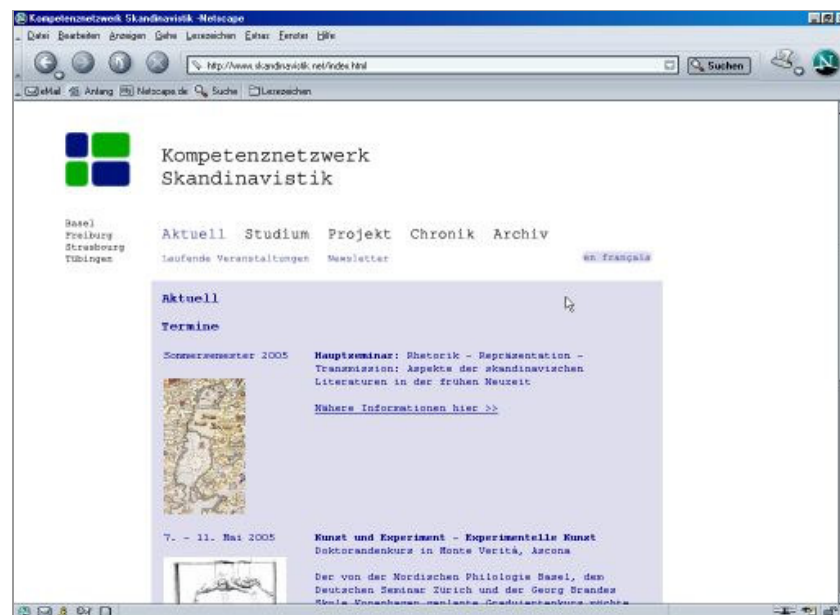 Kompetenznetzwerk Skandinavistik -Netscape
Datei Bearbeiten Anzeigen Gehe Lesezeichen Extras Fenster Hilfe
http://www.skandinavistik.net/index.html
Suchen
eMail Anfang Netscape.de Suche Lesezeichen
Kompetenznetzwerk
Skandinavistik
Basel
Freiburg
Strasbourg
Tübingen
Aktuell Studium Projekt Chronik Archiv
Laufende Veranstaltungen Newsletter
en français
Aktuell
Termine
Sommersemester 2005
Hauptseminar: Rhetorik - Repräsentation -
Transmission: Aspekte der skandinavischen
Literaturen in der frühen Neuzeit
Nähere Informationen hier >>
7. - 11. Mai 2005
Kunst und Experiment - Experimentelle Kunst
Doktorandenkurs in Monte Verità, Ascona
Der von der Nordischen Philologie Basel, dem
Deutschen Seminar Zürich und der Georg Brandes